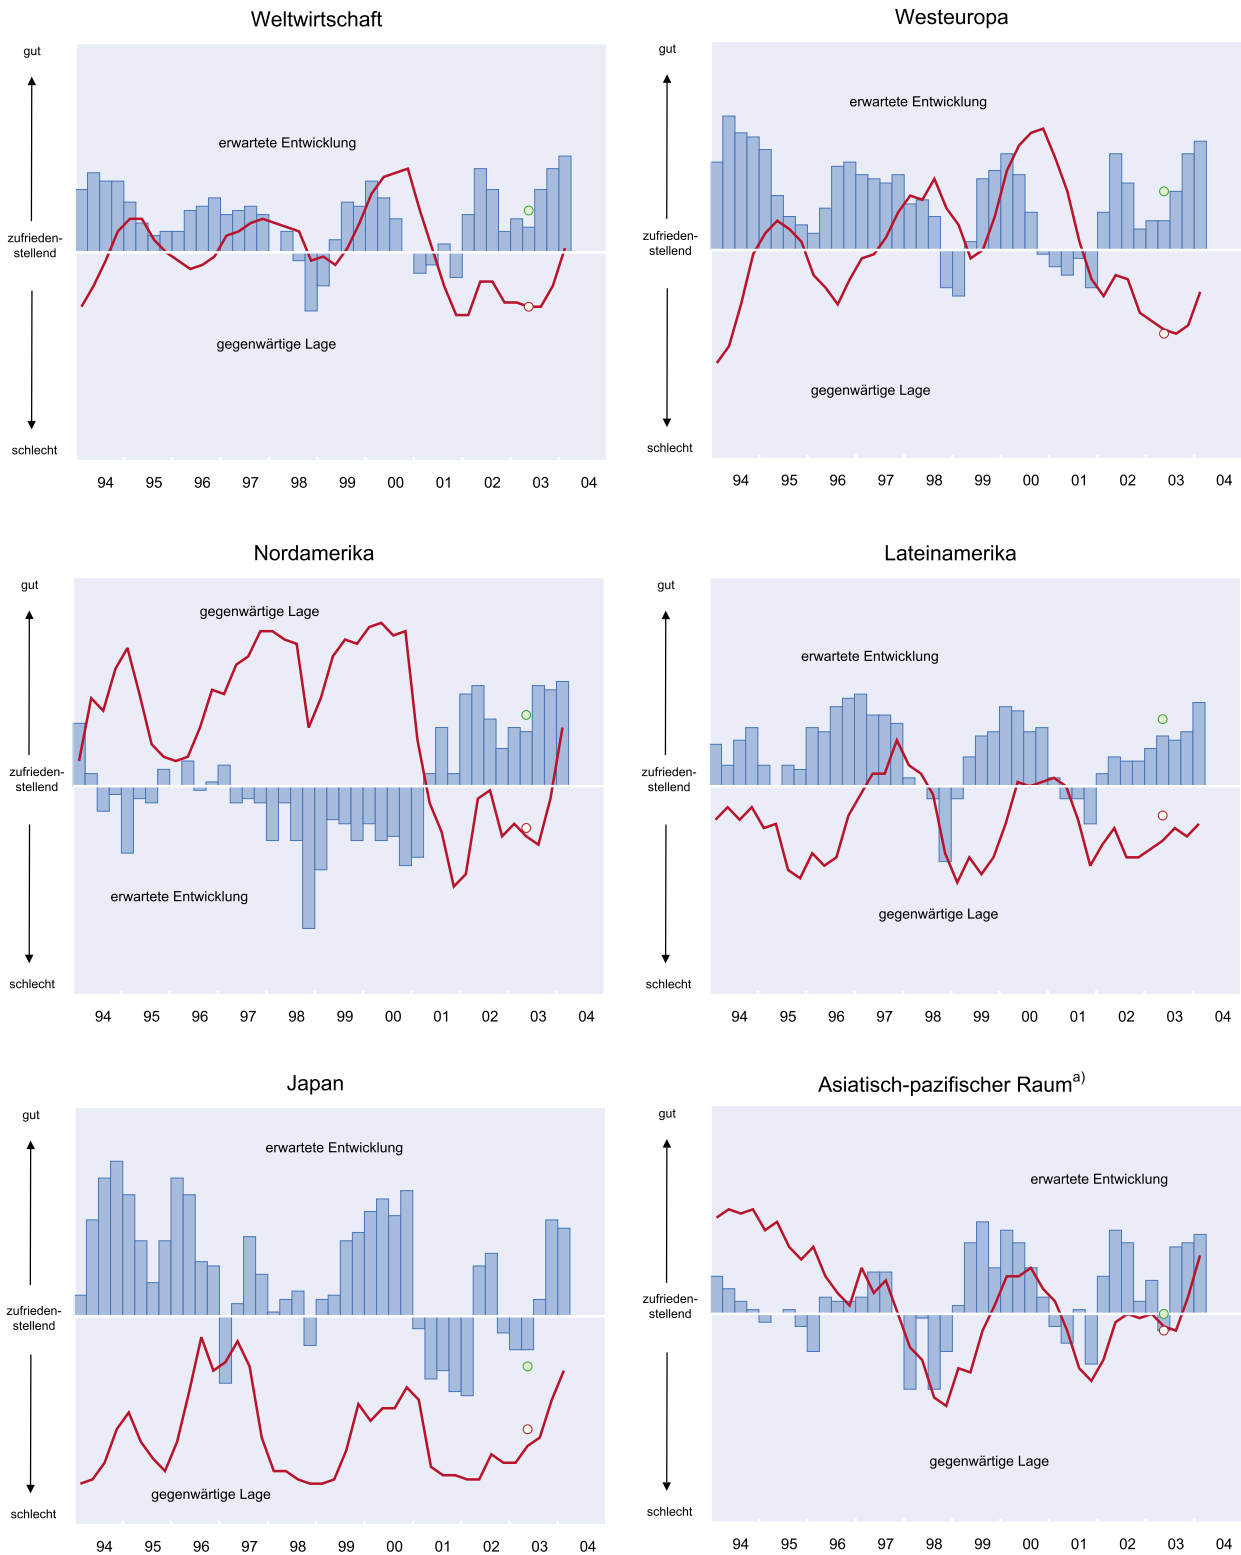 Weltwirtschaft
gut
erwartete Entwicklung
zufrieden-
stellend
gegenwärtige Lage
schlecht
94 95 96 97 98 99 00 01 02 03 04
Westeuropa
gut
erwartete Entwicklung
zufrieden-
stellend
gegenwärtige Lage
schlecht
94 95 96 97 98 99 00 01 02 03 04
Nordamerika
gut
gegenwärtige Lage
zufrieden-
stellend
erwartete Entwicklung
schlecht
94 95 96 97 98 99 00 01 02 03 04
Lateinamerika
gut
erwartete Entwicklung
zufrieden-
stellend
gegenwärtige Lage
schlecht
94 95 96 97 98 99 00 01 02 03 04
Japan
gut
erwartete Entwicklung
zufrieden-
stellend
gegenwärtige Lage
schlecht
94 95 96 97 98 99 00 01 02 03 04
Asiatisch-pazifischer Raum a)
gut
erwartete Entwicklung
zufrieden-
stellend
gegenwärtige Lage
schlecht
94 95 96 97 98 99 00 01 02 03 04